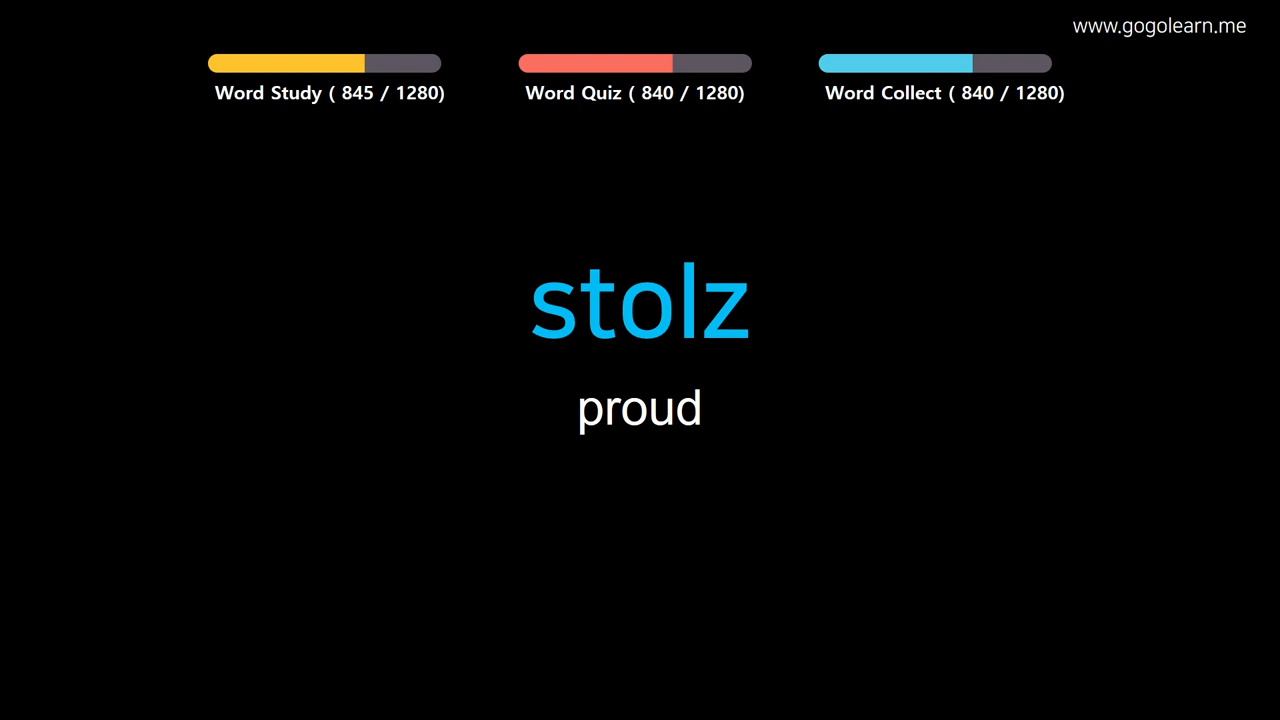 www.gogolearn.me
Word Study ( 845 / 1280)
Word Quiz ( 840 / 1280)
Word Collect ( 840 / 1280)
stolz
proud